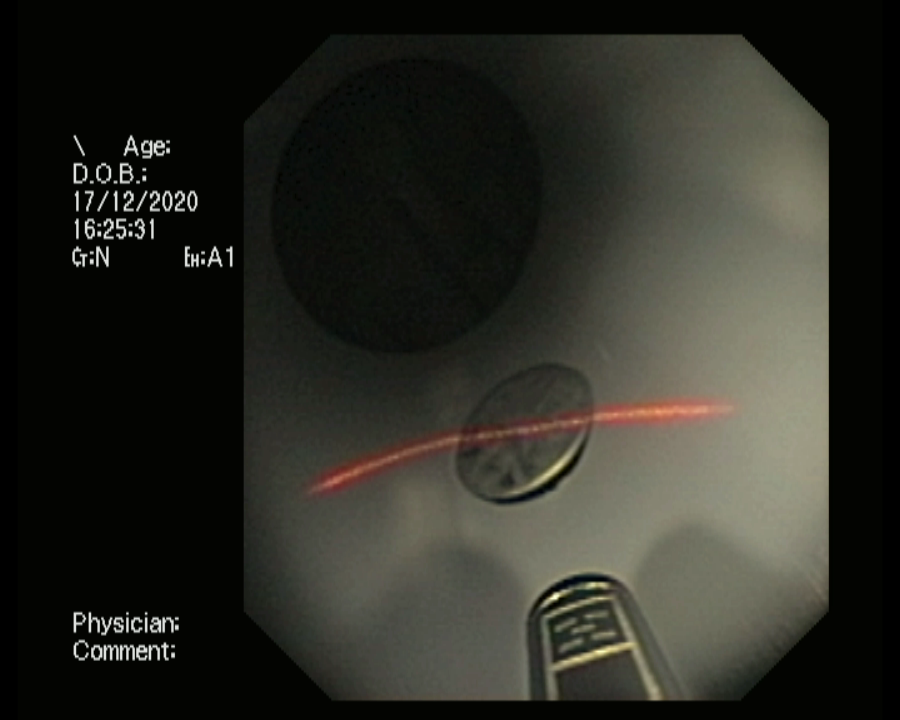 \ Age:
D.O.B.:
17/12/2020
16:25:31
Cr:N EH:A1
Physician:
Comment: